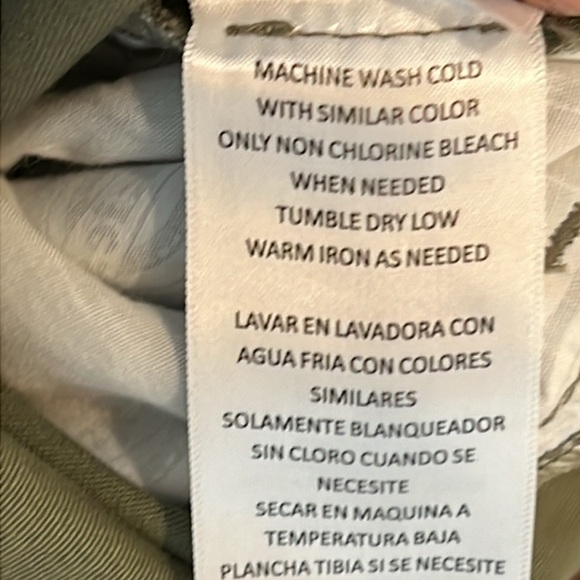 MACHINE WASH COLD
WITH SIMILAR COLOR
ONLY NON CHLORINE BLEACH
WHEN NEEDED
TUMBLE DRY LOW
WARM IRON AS NEEDED
LAVAR EN LAVADORA CON
AGUA FRIA CON COLORES
SIMILARES
SOLAMENTE BLANQUEADOR
SIN CLORO CUANDO SE
NECESITE
SECAR EN MAQUINA A
TEMPERATURA BAJA
PLANCHA TIBIA SI SE NECESITE